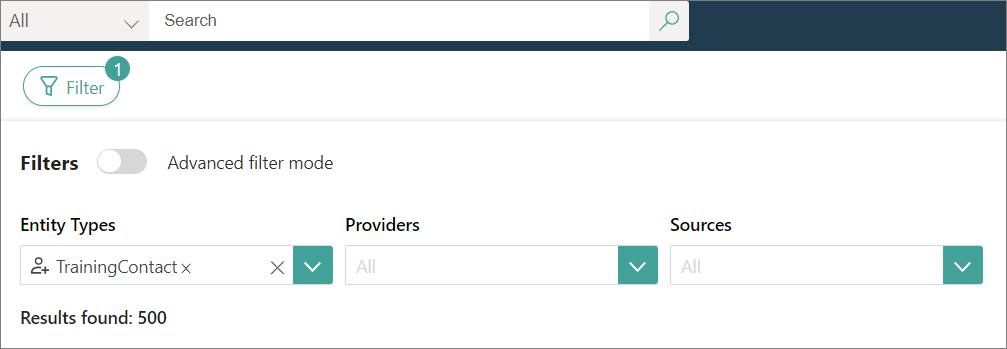 All Search
1
Filter
Filters Advanced filter mode
Entity Types Providers Sources
TrainingContact All All
Results found: 500